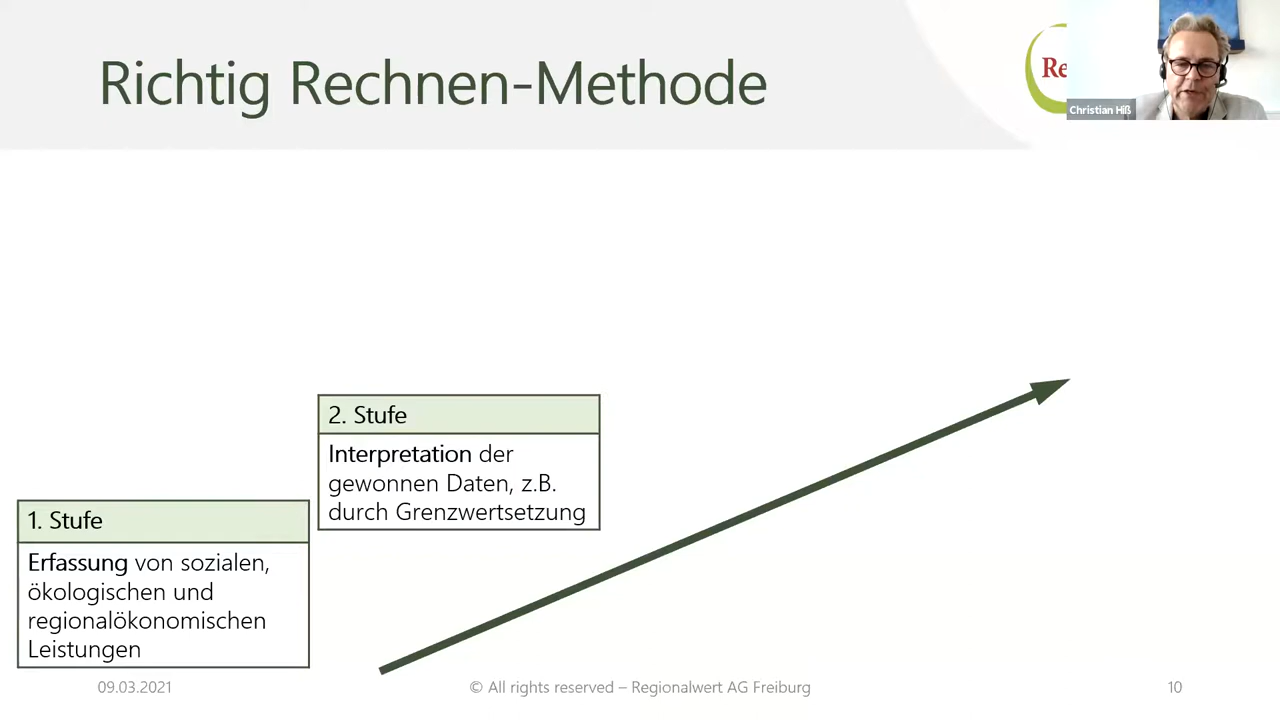 Richtig Rechnen-Methode
Re
Christian Hiß
2. Stufe
Interpretation der
gewonnen Daten, z.B.
durch Grenzwertsetzung
1. Stufe
Erfassung von sozialen,
ökologischen und
regionalökonomischen
Leistungen
09.03.2021
© All rights reserved – Regionalwert AG Freiburg
10